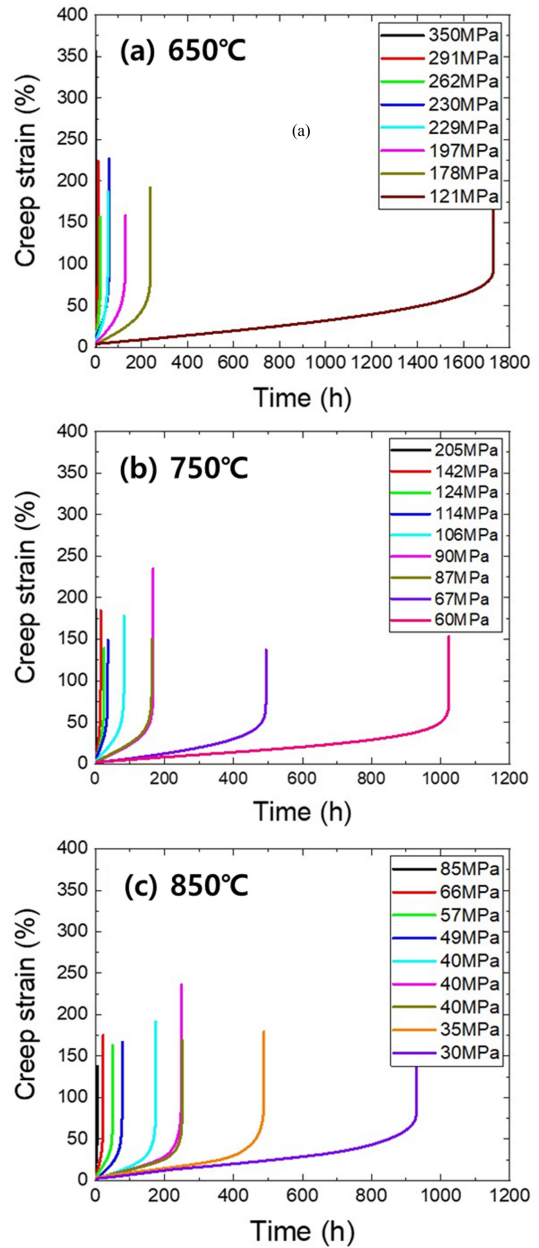 400
350
300
250
200
150
100
50
0
Creep strain (%)
(a) 650℃
(a)
350MPa
291MPa
262MPa
230MPa
229MPa
197MPa
178MPa
121MPa
0 200 400 600 800 1000 1200 1400 1600 1800
Time (h)
400
350
300
250
200
150
100
50
0
Creep strain (%)
(b) 750℃
205MPa
142MPa
124MPa
114MPa
106MPa
90MPa
87MPa
67MPa
60MPa
0 200 400 600 800 1000 1200
Time (h)
400
350
300
250
200
150
100
50
0
Creep strain (%)
(c) 850℃
85MPa
66MPa
57MPa
49MPa
40MPa
40MPa
40MPa
35MPa
30MPa
0 200 400 600 800 1000 1200
Time (h)